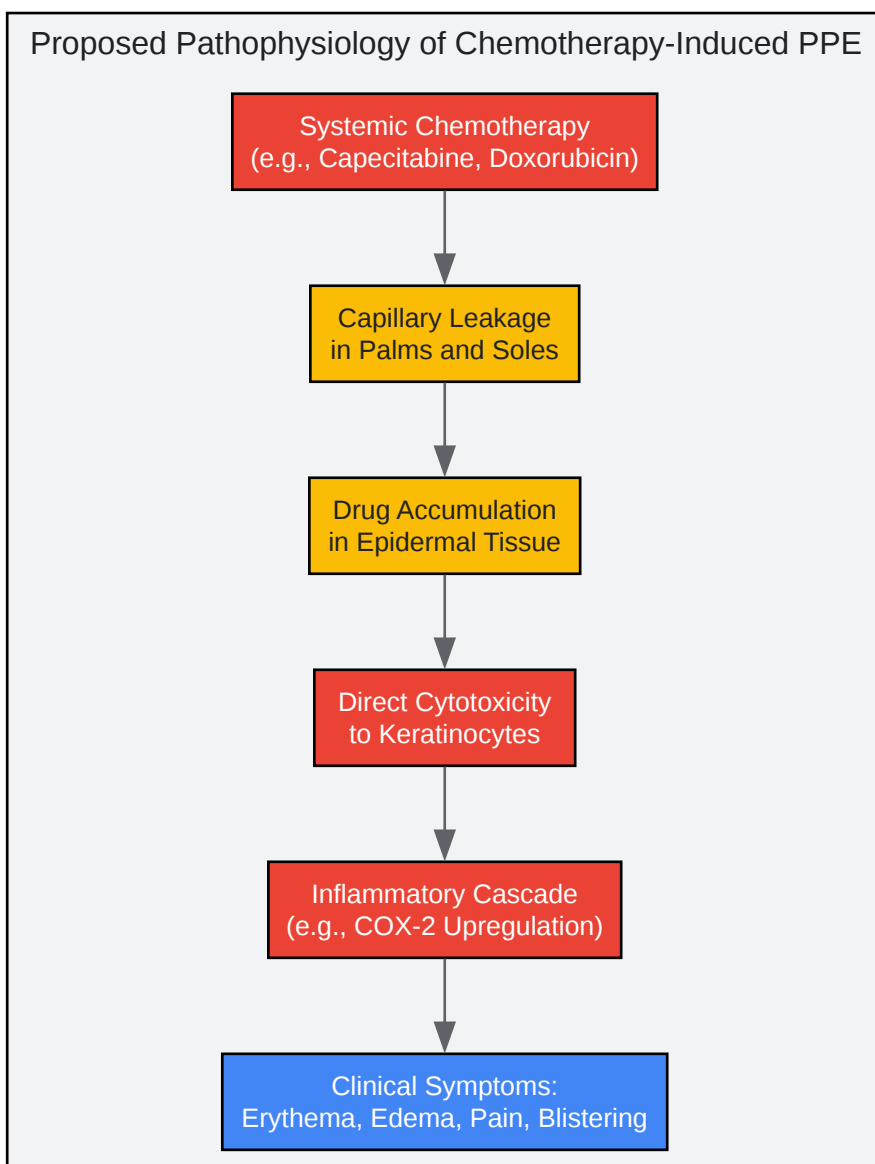 Proposed Pathophysiology of Chemotherapy-Induced PPE
Systemic Chemotherapy
(e.g., Capecitabine, Doxorubicin)
Capillary Leakage
in Palms and Soles
Drug Accumulation
in Epidermal Tissue
Direct Cytotoxicity
to Keratinocytes
Inflammatory Cascade
(e.g., COX-2 Upregulation)
Clinical Symptoms:
Erythema, Edema, Pain, Blistering